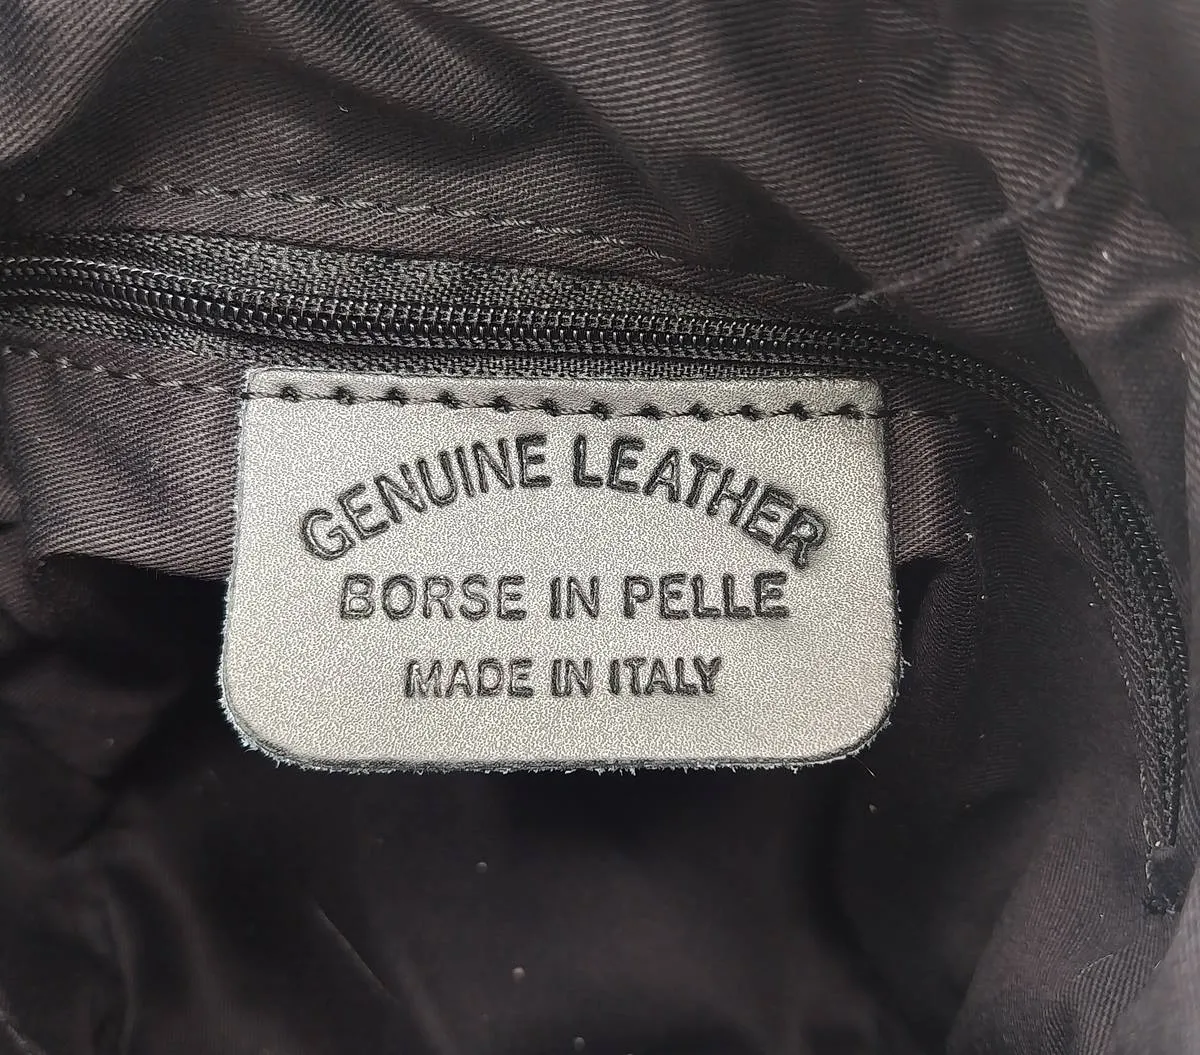 GENUINE LEATHER
BORSE IN PELLE
MADE IN ITALY